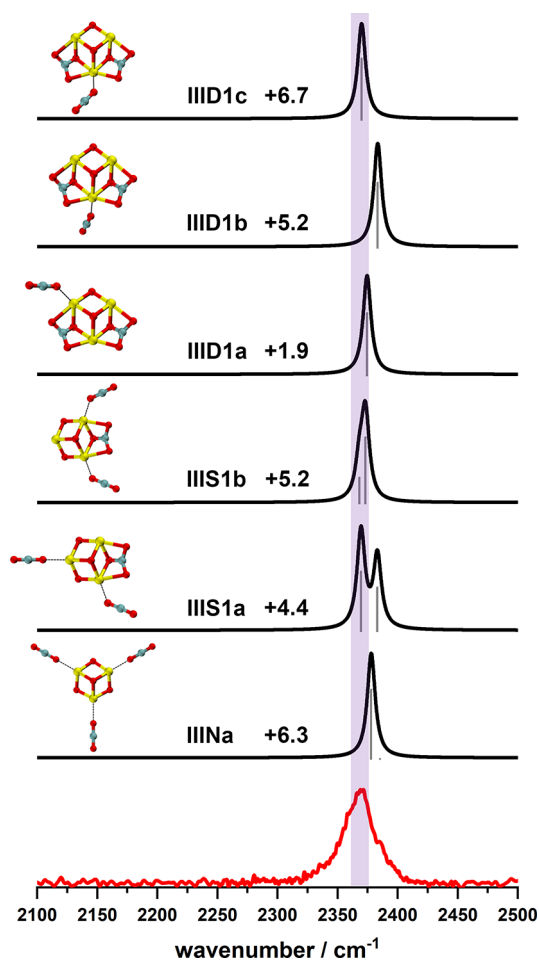 IIID1c +6.7
IIID1b +5.2
IIID1a +1.9
IIIS1b +5.2
IIIS1a +4.4
IIINa +6.3
2100 2150 2200 2250 2300 2350 2400 2450 2500
wavenumber / cm⁻¹